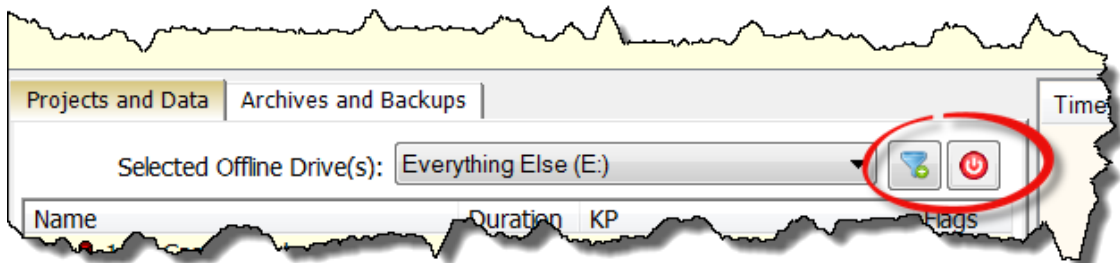 Projects and Data Archives and Backups Time
Selected Offline Drive(s): Everything Else (E:)
Name Duration KP Flags